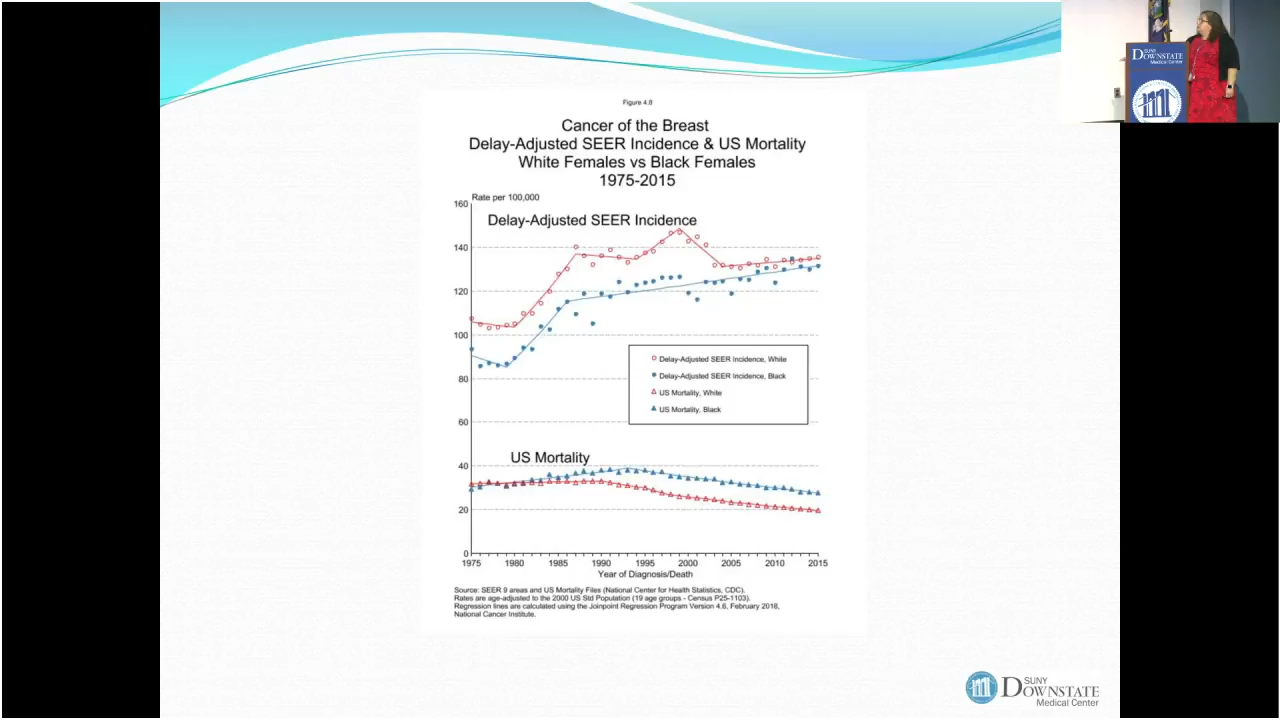 SUNY
DOWNSTATE
Medical Center
Figure 4.8
Cancer of the Breast
Delay-Adjusted SEER Incidence & US Mortality
White Females vs Black Females
1975-2015
Rate per 100,000
160
Delay-Adjusted SEER Incidence
140
120
100
80
60
40
20
0
Delay-Adjusted SEER Incidence, White
Delay-Adjusted SEER Incidence, Black
US Mortality, White
US Mortality, Black
US Mortality
1975 1980 1985 1990 1995 2000 2005 2010 2015
Year of Diagnosis/Death
Source: SEER 9 areas and US Mortality Files (National Center for Health Statistics, CDC).
Rates are age-adjusted to the 2000 US Std Population (19 age groups - Census P25-1103).
Regression lines are calculated using the Joinpoint Regression Program Version 4.6, February 2018,
National Cancer Institute.
SUNY
DOWNSTATE
Medical Center